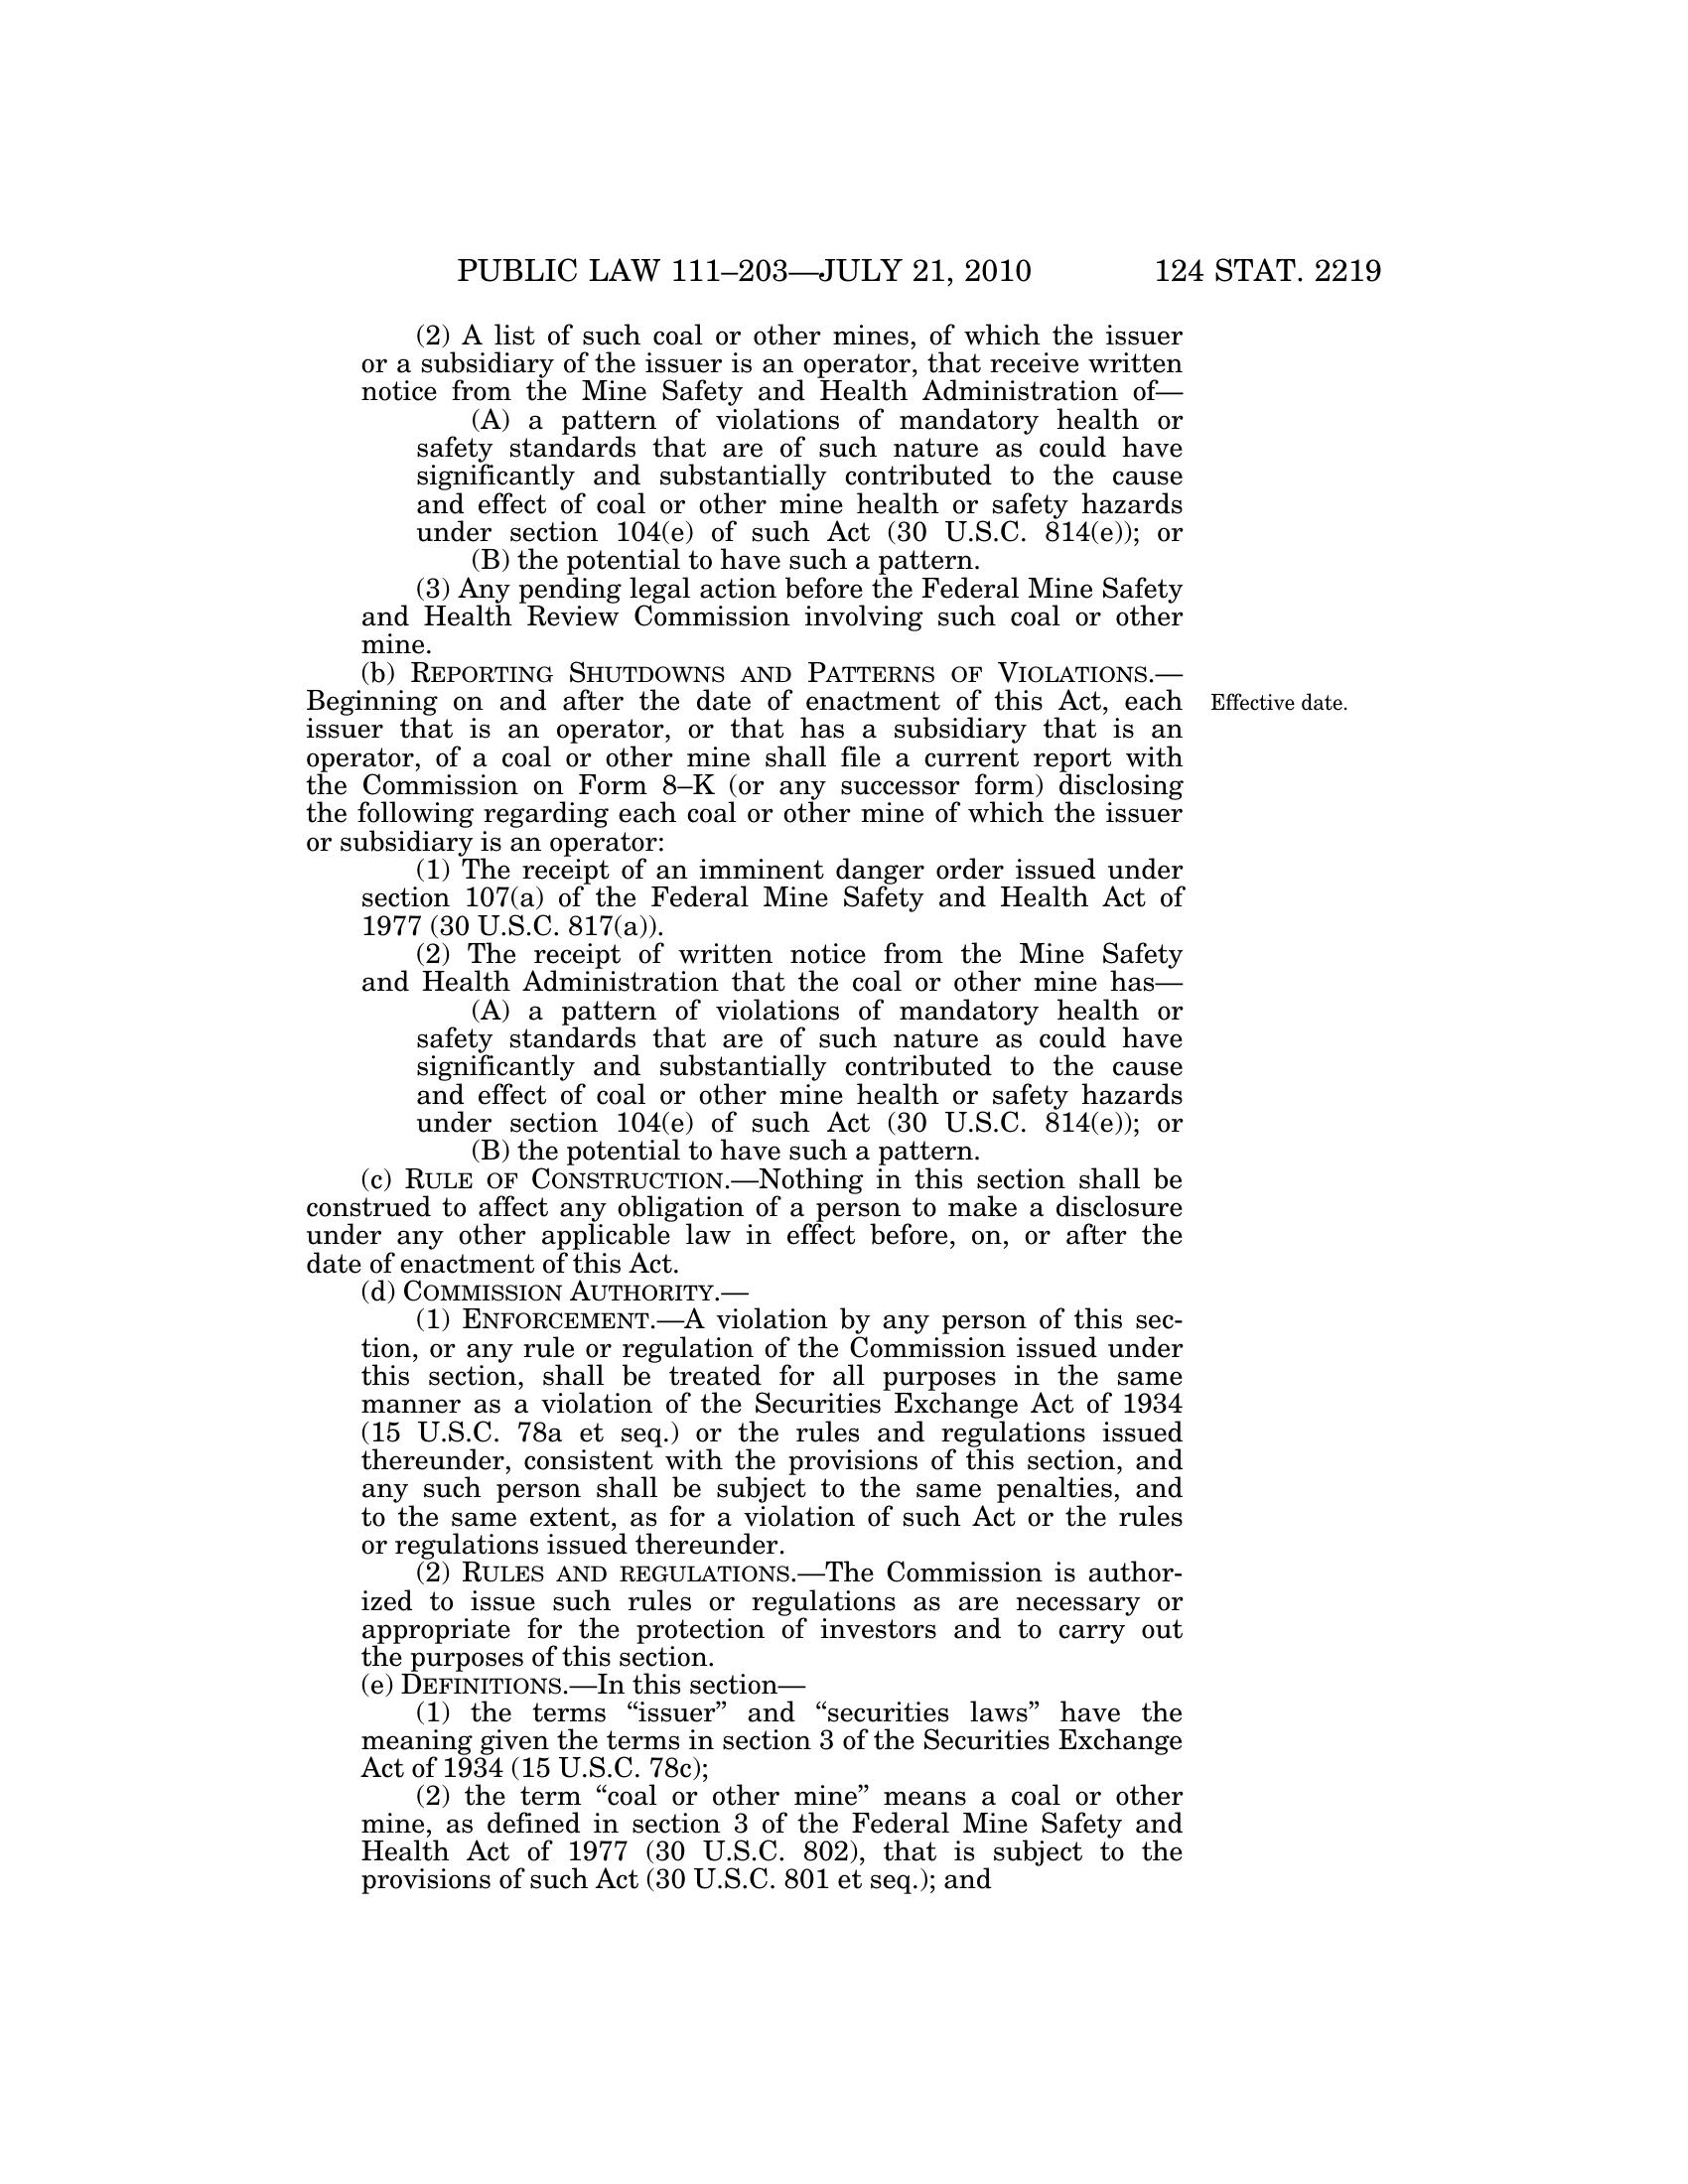 PUBLIC LAW 111–203—JULY 21, 2010 124 STAT. 2219
(2) A list of such coal or other mines, of which the issuer
or a subsidiary of the issuer is an operator, that receive written
notice from the Mine Safety and Health Administration of—
(A) a pattern of violations of mandatory health or
safety standards that are of such nature as could have
significantly and substantially contributed to the cause
and effect of coal or other mine health or safety hazards
under section 104(e) of such Act (30 U.S.C. 814(e)); or
(B) the potential to have such a pattern.
(3) Any pending legal action before the Federal Mine Safety
and Health Review Commission involving such coal or other
mine.
(b) REPORTING SHUTDOWNS AND PATTERNS OF VIOLATIONS.—
Beginning on and after the date of enactment of this Act, each
Effective date.
issuer that is an operator, or that has a subsidiary that is an
operator, of a coal or other mine shall file a current report with
the Commission on Form 8–K (or any successor form) disclosing
the following regarding each coal or other mine of which the issuer
or subsidiary is an operator:
(1) The receipt of an imminent danger order issued under
section 107(a) of the Federal Mine Safety and Health Act of
1977 (30 U.S.C. 817(a)).
(2) The receipt of written notice from the Mine Safety
and Health Administration that the coal or other mine has—
(A) a pattern of violations of mandatory health or
safety standards that are of such nature as could have
significantly and substantially contributed to the cause
and effect of coal or other mine health or safety hazards
under section 104(e) of such Act (30 U.S.C. 814(e)); or
(B) the potential to have such a pattern.
(c) RULE OF CONSTRUCTION.—Nothing in this section shall be
construed to affect any obligation of a person to make a disclosure
under any other applicable law in effect before, on, or after the
date of enactment of this Act.
(d) COMMISSION AUTHORITY.—
(1) ENFORCEMENT.—A violation by any person of this sec-
tion, or any rule or regulation of the Commission issued under
this section, shall be treated for all purposes in the same
manner as a violation of the Securities Exchange Act of 1934
(15 U.S.C. 78a et seq.) or the rules and regulations issued
thereunder, consistent with the provisions of this section, and
any such person shall be subject to the same penalties, and
to the same extent, as for a violation of such Act or the rules
or regulations issued thereunder.
(2) RULES AND REGULATIONS.—The Commission is author-
ized to issue such rules or regulations as are necessary or
appropriate for the protection of investors and to carry out
the purposes of this section.
(e) DEFINITIONS.—In this section—
(1) the terms “issuer” and “securities laws” have the
meaning given the terms in section 3 of the Securities Exchange
Act of 1934 (15 U.S.C. 78c);
(2) the term “coal or other mine” means a coal or other
mine, as defined in section 3 of the Federal Mine Safety and
Health Act of 1977 (30 U.S.C. 802), that is subject to the
provisions of such Act (30 U.S.C. 801 et seq.); and